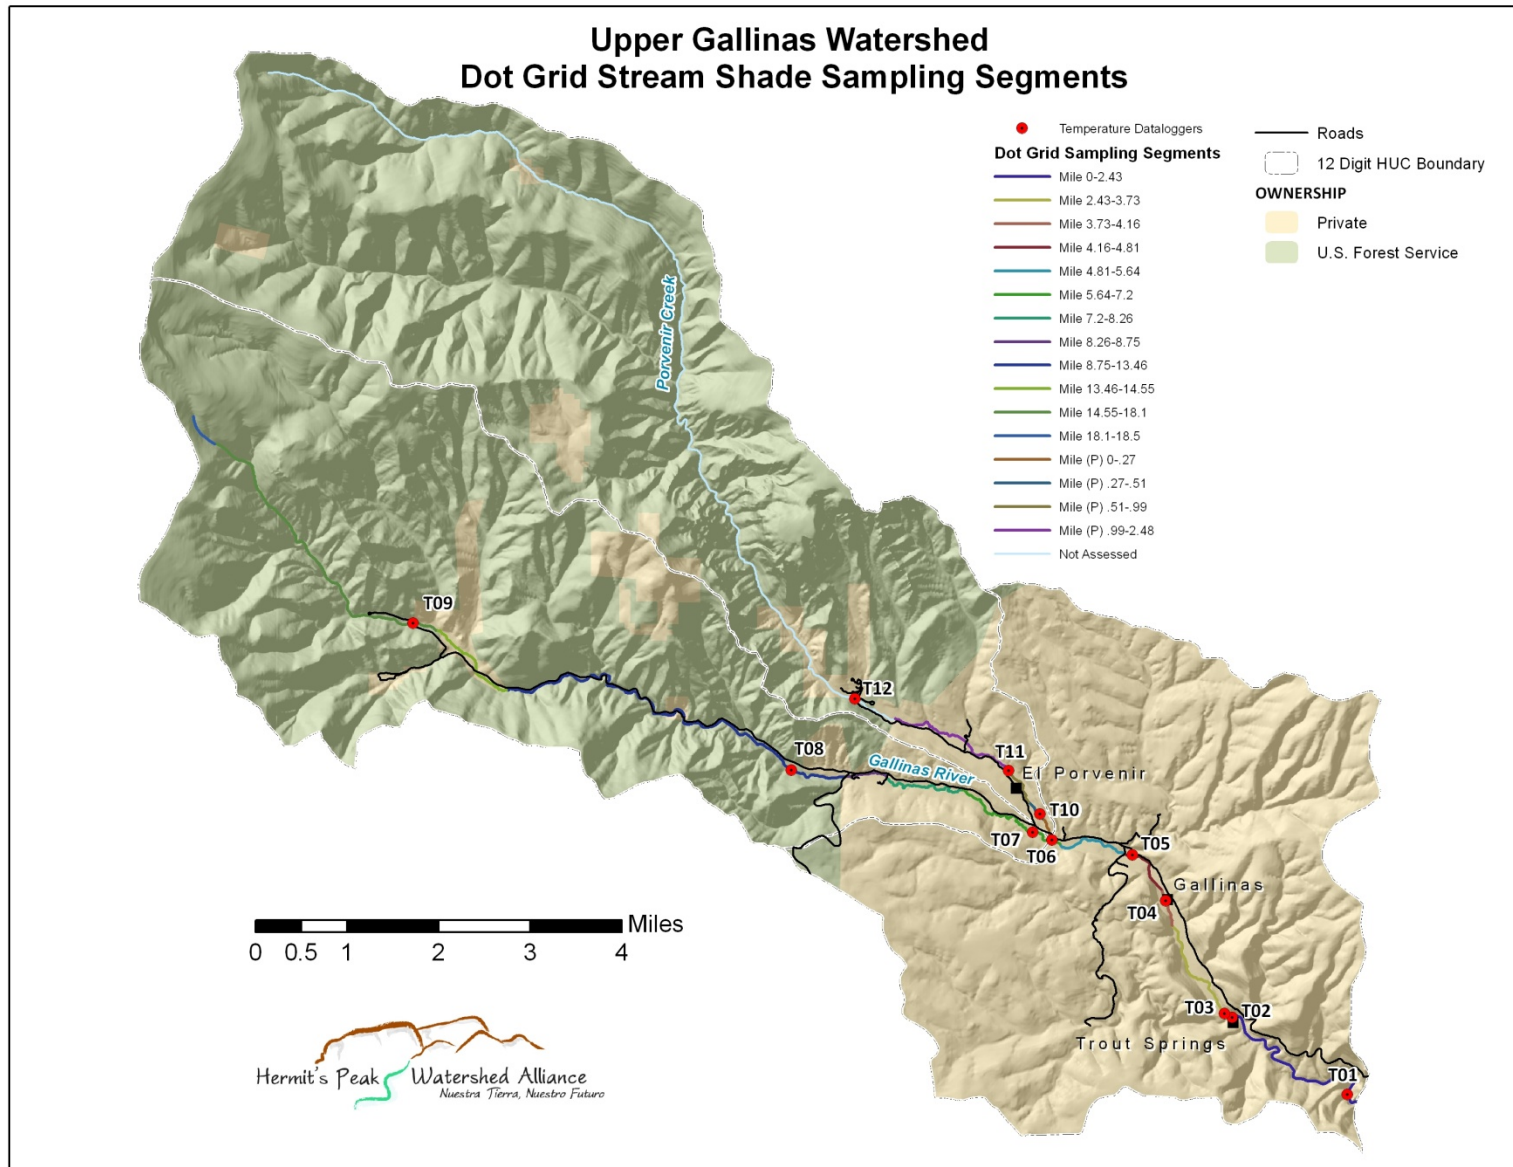 Upper Gallinas Watershed
Dot Grid Stream Shade Sampling Segments
Temperature Dataloggers
Dot Grid Sampling Segments
Mile 0-2.43
Mile 2.43-3.73
Mile 3.73-4.16
Mile 4.16-4.81
Mile 4.81-5.64
Mile 5.64-7.2
Mile 7.2-8.26
Mile 8.26-8.75
Mile 8.75-13.46
Mile 13.46-14.55
Mile 14.55-18.1
Mile 18.1-18.5
Mile (P) 0-.27
Mile (P) .27-.51
Mile (P) .51-.99
Mile (P) .99-2.48
Not Assessed
Roads
12 Digit HUC Boundary
OWNERSHIP
Private
U.S. Forest Service
Porvenir Creek
T09
T12
T08
T11
Gallinas River
El Porvenir
T10
T07
T06
T05
Gallinas
T04
T03
T02
Trout Springs
T01
Miles
0 0.5 1 2 3 4
Hermit's Peak Watershed Alliance
Nuestra Tierra, Nuestro Futuro